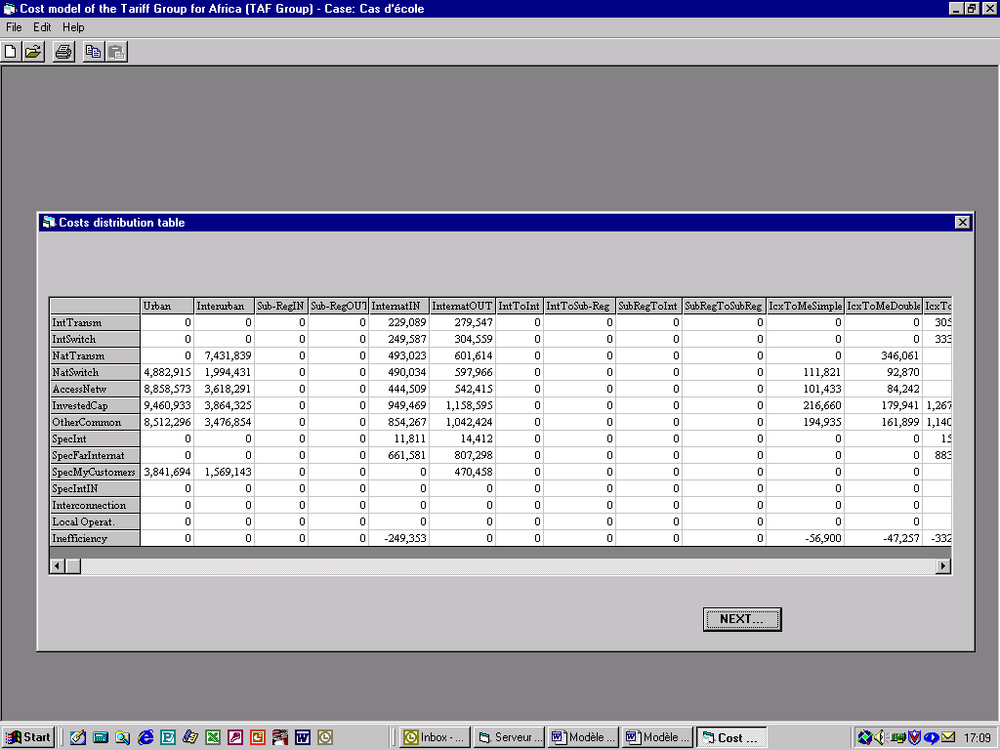 Cost model of the Tariff Group for Africa (TAF Group) - Case: Cas d'école
File Edit Help
Costs distribution table
Urban Interurban Sub-RegIN Sub-RegOUT InternatIN InternatOUT IntToInt IntToSub-Reg SubRegToInt SubRegToSubReg IcxToMeSimple IcxToMeDouble IcxTo
IntTransm 0 0 0 0 229,089 279,547 0 0 0 0 0 0 305
IntSwitch 0 0 0 0 249,587 304,559 0 0 0 0 0 0 333
NatTransm 0 7,431,839 0 0 493,023 601,614 0 0 0 0 0 346,061
NatSwitch 4,882,915 1,994,431 0 0 490,034 597,966 0 0 0 0 111,821 92,870
AccessNetw 8,858,573 3,618,291 0 0 444,509 542,415 0 0 0 0 101,433 84,242
InvestedCap 9,460,933 3,864,325 0 0 949,469 1,158,595 0 0 0 0 216,660 179,941 1,267
OtherCommon 8,512,296 3,476,854 0 0 854,267 1,042,424 0 0 0 0 194,935 161,899 1,140
SpecInt 0 0 0 0 11,811 14,412 0 0 0 0 0 0 15
SpecFarInternat 0 0 0 0 661,581 807,298 0 0 0 0 0 0 883
SpecMyCustomers 3,841,694 1,569,143 0 0 0 470,458 0 0 0 0 0 0
SpecIntIN 0 0 0 0 0 0 0 0 0 0 0 0
Interconnection 0 0 0 0 0 0 0 0 0 0 0 0
Local Operat. 0 0 0 0 0 0 0 0 0 0 0 0
Inefficiency 0 0 0 0 -249,353 0 0 0 0 0 -56,900 -47,257 -332
NEXT...
Start Inbox - ... Serveur ... Modèle ... Modèle ... Cost ... 17:09